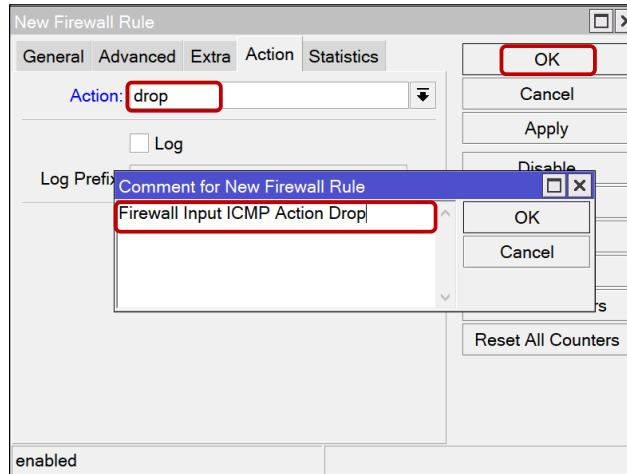 New Firewall Rule
General Advanced Extra Action Statistics
Action: drop
Log
Log Prefix
OK
Cancel
Apply
Disable
Comment for New Firewall Rule
Firewall Input ICMP Action Drop
OK
Cancel
Reset All Counters
enabled